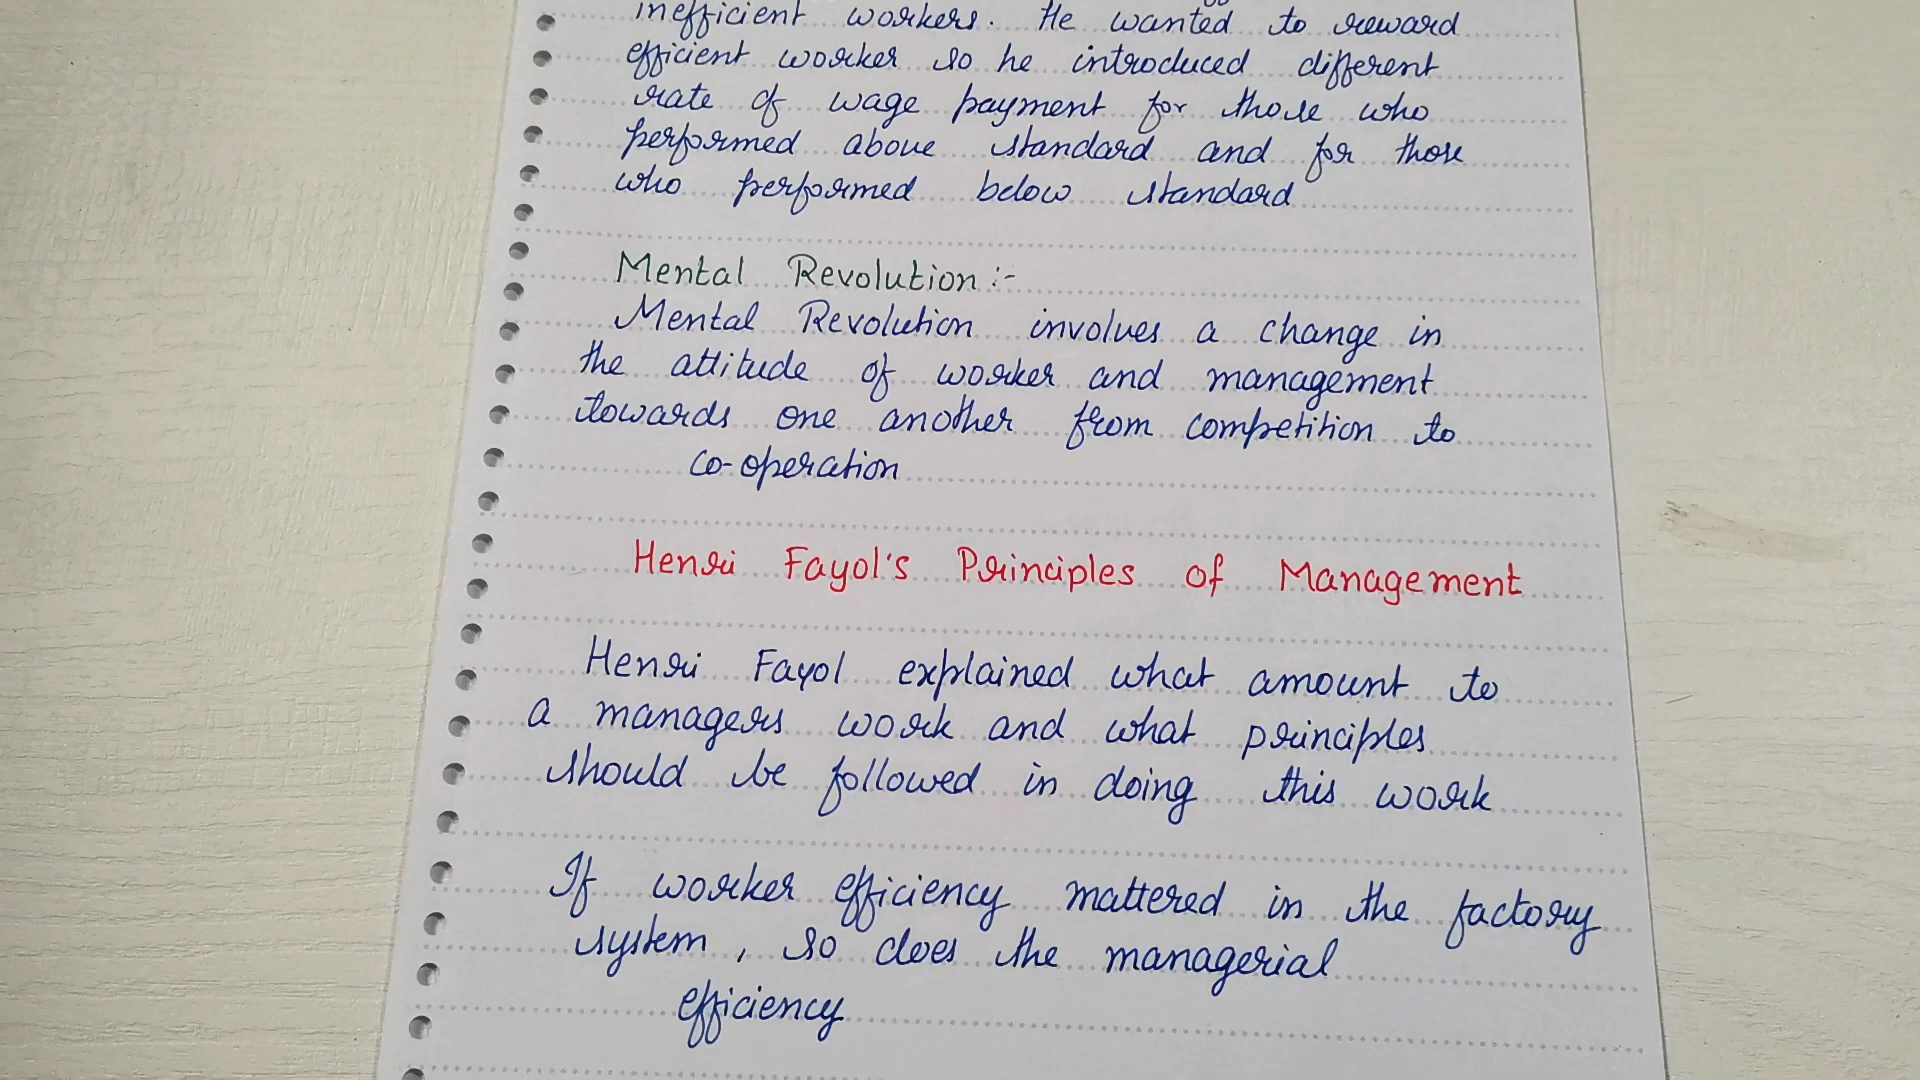 inefficient workers. He wanted to reward
efficient worker so he introduced different
rate of wage payment for those who
performed above standard and for those
who performed below standard
Mental Revolution :-
Mental Revolution involves a change in
the attitude of worker and management
towards one another from competition to
co-operation
Henri Fayol's Principles of Management
Henri Fayol explained what amount to
a managers work and what principles
should be followed in doing this work
If worker efficiency mattered in the factory
system, so does the managerial
efficiency